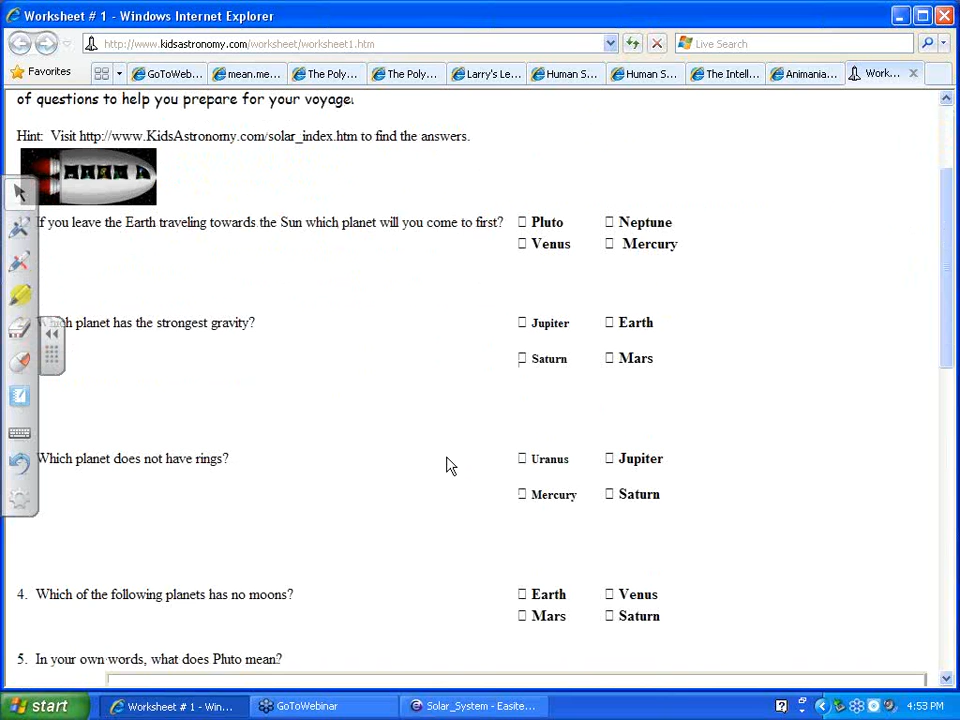 Worksheet # 1 - Windows Internet Explorer
http://www.kidsastronomy.com/worksheet/worksheet1.htm
Live Search
Favorites
GoToWeb...
mean.me...
The Poly...
The Poly...
Larry's Le...
Human S...
Human S...
The Intell...
Animania...
Work...
of questions to help you prepare for your voyage.
Hint: Visit http://www.KidsAstronomy.com/solar_index.htm to find the answers.
If you leave the Earth traveling towards the Sun which planet will you come to first?
Pluto
Neptune
Venus
Mercury
Which planet has the strongest gravity?
Jupiter
Earth
Saturn
Mars
Which planet does not have rings?
Uranus
Jupiter
Mercury
Saturn
4. Which of the following planets has no moons?
Earth
Venus
Mars
Saturn
5. In your own words, what does Pluto mean?
start
Worksheet # 1 - Win...
GoToWebinar
Solar_System - Easite...
4:53 PM